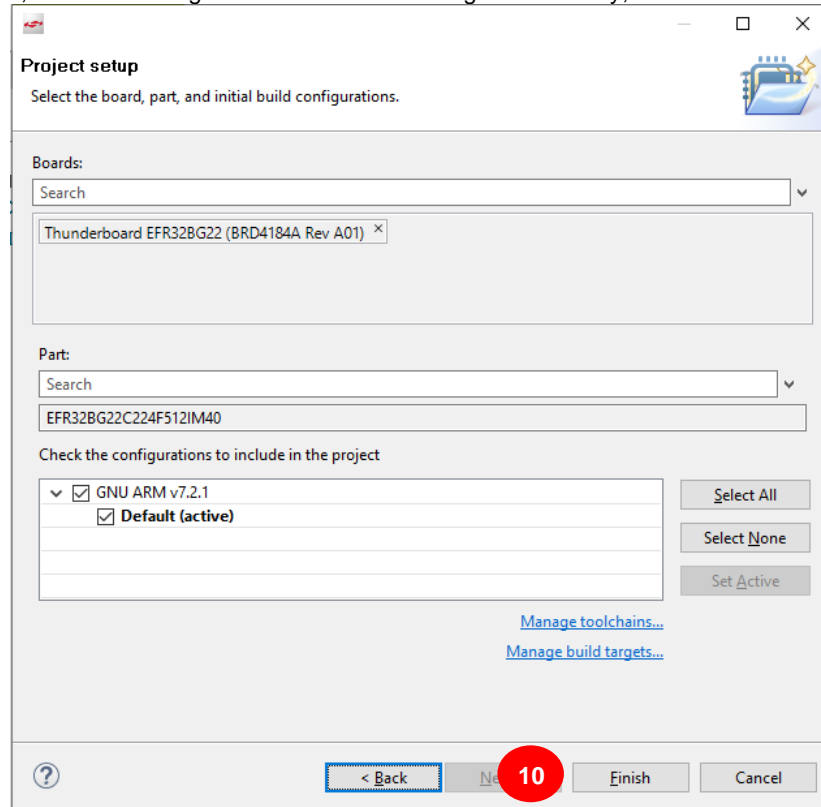 Project setup
Select the board, part, and initial build configurations.
Boards:
Search
Thunderboard EFR32BG22 (BRD4184A Rev A01) ×
Part:
Search
EFR32BG22C224F512IM40
Check the configurations to include in the project
GNU ARM v7.2.1
Select All
Default (active)
Select None
Set Active
Manage toolchains...
Manage build targets...
? < Back 10 Finish Cancel